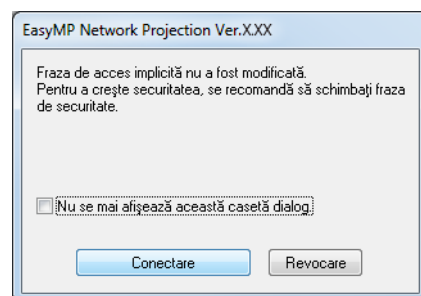 EasyMP Network Projection Ver.X.XX
Fraza de acces implicită nu a fost modificată.
Pentru a creşte securitatea, se recomandă să schimbaţi fraza
de securitate.
Nu se mai afişează această casetă dialog.
Conectare
Revocare